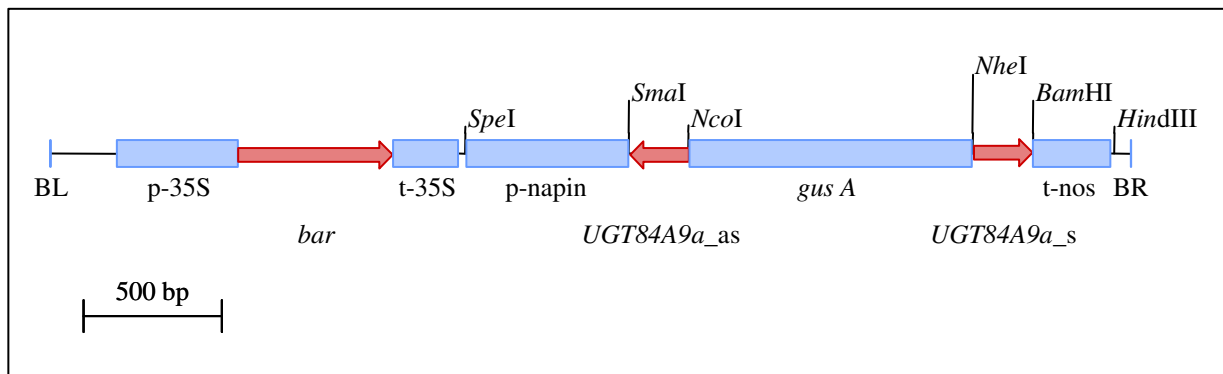 NheI
SmaI
BamHI
SpeI
NcoI
HindIII
BL
p-35S
t-35S
p-napin
gus A
t-nos
BR
bar
UGT84A9a_as
UGT84A9a_s
500 bp